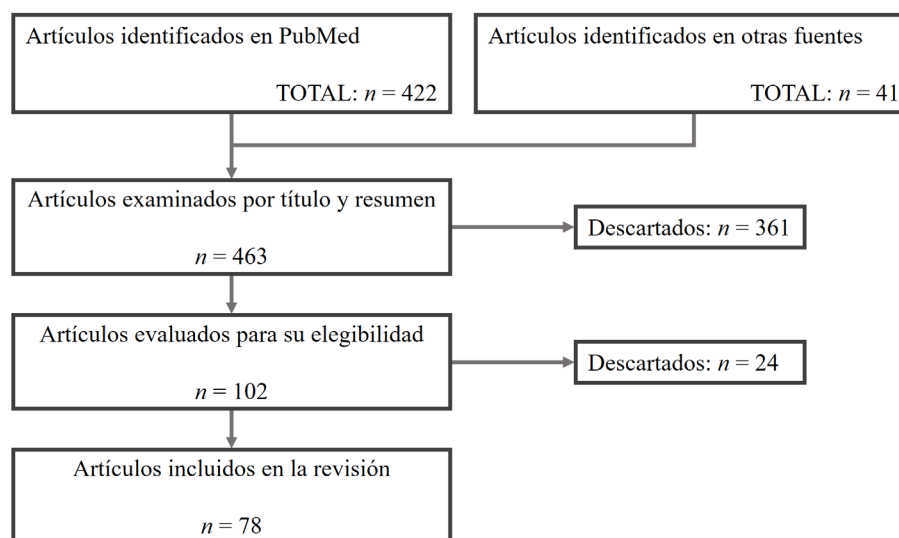 Artículos identificados en PubMed
TOTAL: n = 422
Artículos identificados en otras fuentes
TOTAL: n = 41
Artículos examinados por título y resumen
n = 463
Descartados: n = 361
Artículos evaluados para su elegibilidad
n = 102
Descartados: n = 24
Artículos incluidos en la revisión
n = 78